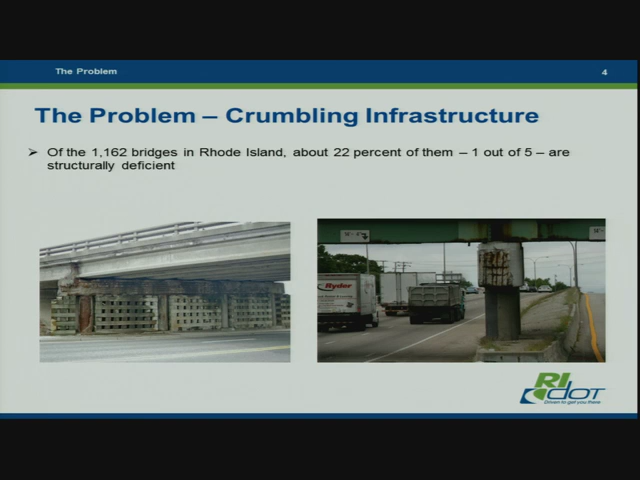 The Problem
4
The Problem – Crumbling Infrastructure
➢ Of the 1,162 bridges in Rhode Island, about 22 percent of them – 1 out of 5 – are
structurally deficient
Ryder
RI
DOT
Driven to get you there